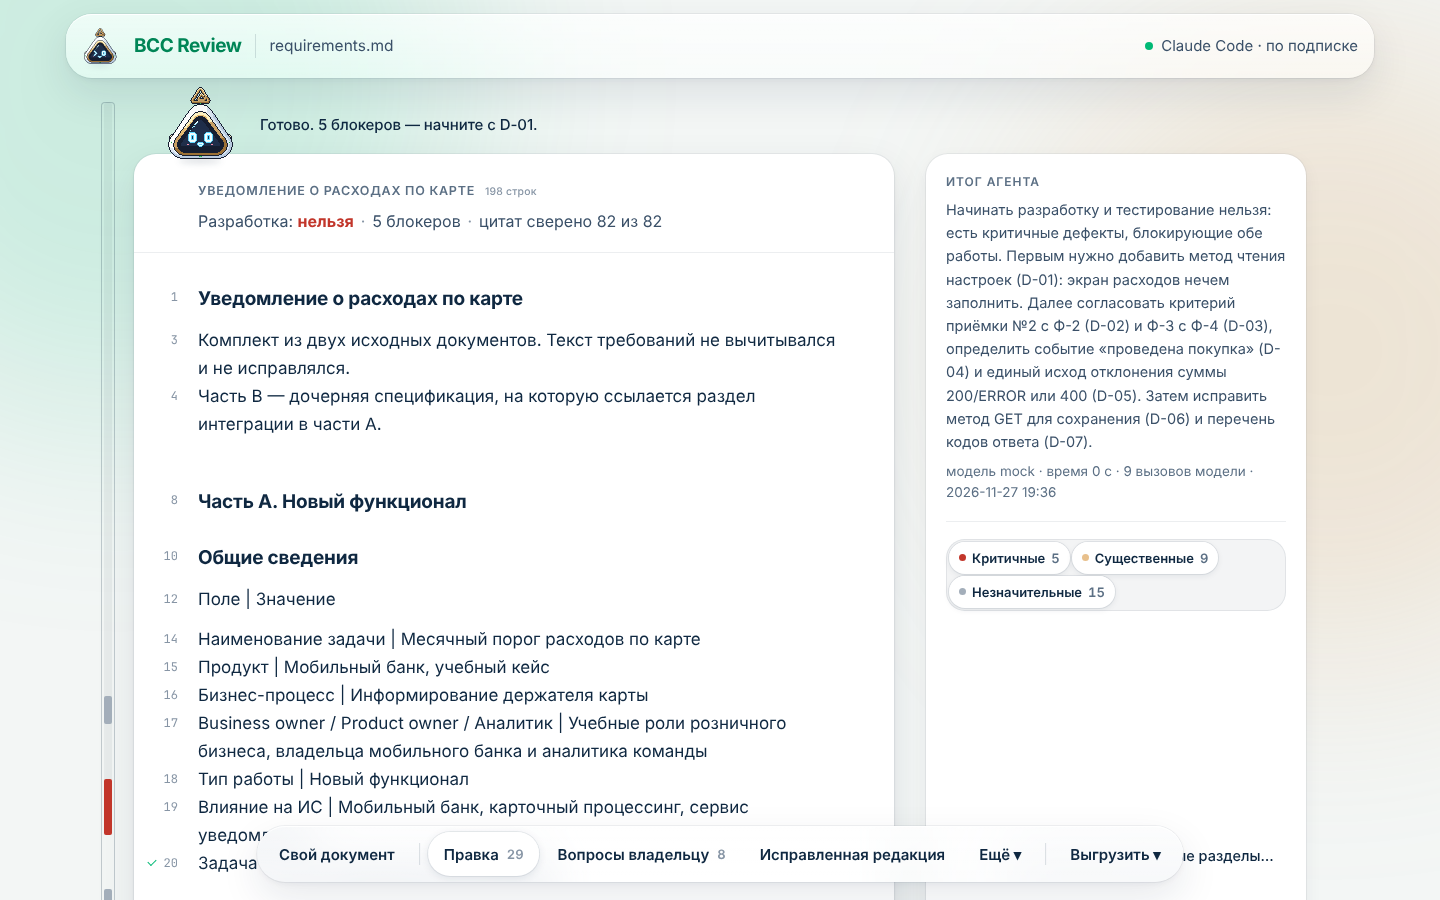 BCC Review
requirements.md
Claude Code · по подписке
Готово. 5 блокеров — начните с D-01.
УВЕДОМЛЕНИЕ О РАСХОДАХ ПО КАРТЕ 198 строк
Разработка: нельзя · 5 блокеров · цитат сверено 82 из 82
1 Уведомление о расходах по карте
3 Комплект из двух исходных документов. Текст требований не вычитывался
и не исправлялся.
4 Часть B — дочерняя спецификация, на которую ссылается раздел
интеграции в части A.
8 Часть A. Новый функционал
10 Общие сведения
12 Поле | Значение
14 Наименование задачи | Месячный порог расходов по карте
15 Продукт | Мобильный банк, учебный кейс
16 Бизнес-процесс | Информирование держателя карты
17 Business owner / Product owner / Аналитик | Учебные роли розничного
бизнеса, владельца мобильного банка и аналитика команды
18 Тип работы | Новый функционал
19 Влияние на ИС | Мобильный банк, карточный процессинг, сервис
20 Задача
ИТОГ АГЕНТА
Начинать разработку и тестирование нельзя:
есть критичные дефекты, блокирующие обе
работы. Первым нужно добавить метод чтения
настроек (D-01): экран расходов нечем
заполнить. Далее согласовать критерий
приёмки №2 с Ф-2 (D-02) и Ф-3 с Ф-4 (D-03),
определить событие «проведена покупка» (D-
04) и единый исход отклонения суммы
200/ERROR или 400 (D-05). Затем исправить
метод GET для сохранения (D-06) и перечень
кодов ответа (D-07).
модель mock · время 0 с · 9 вызовов модели ·
2026-11-27 19:36
Критичные 5
Существенные 9
Незначительные 15
разделы...
Свой документ
Правка 29
Вопросы владельцу 8
Исправленная редакция
Ещё ▾
Выгрузить ▾